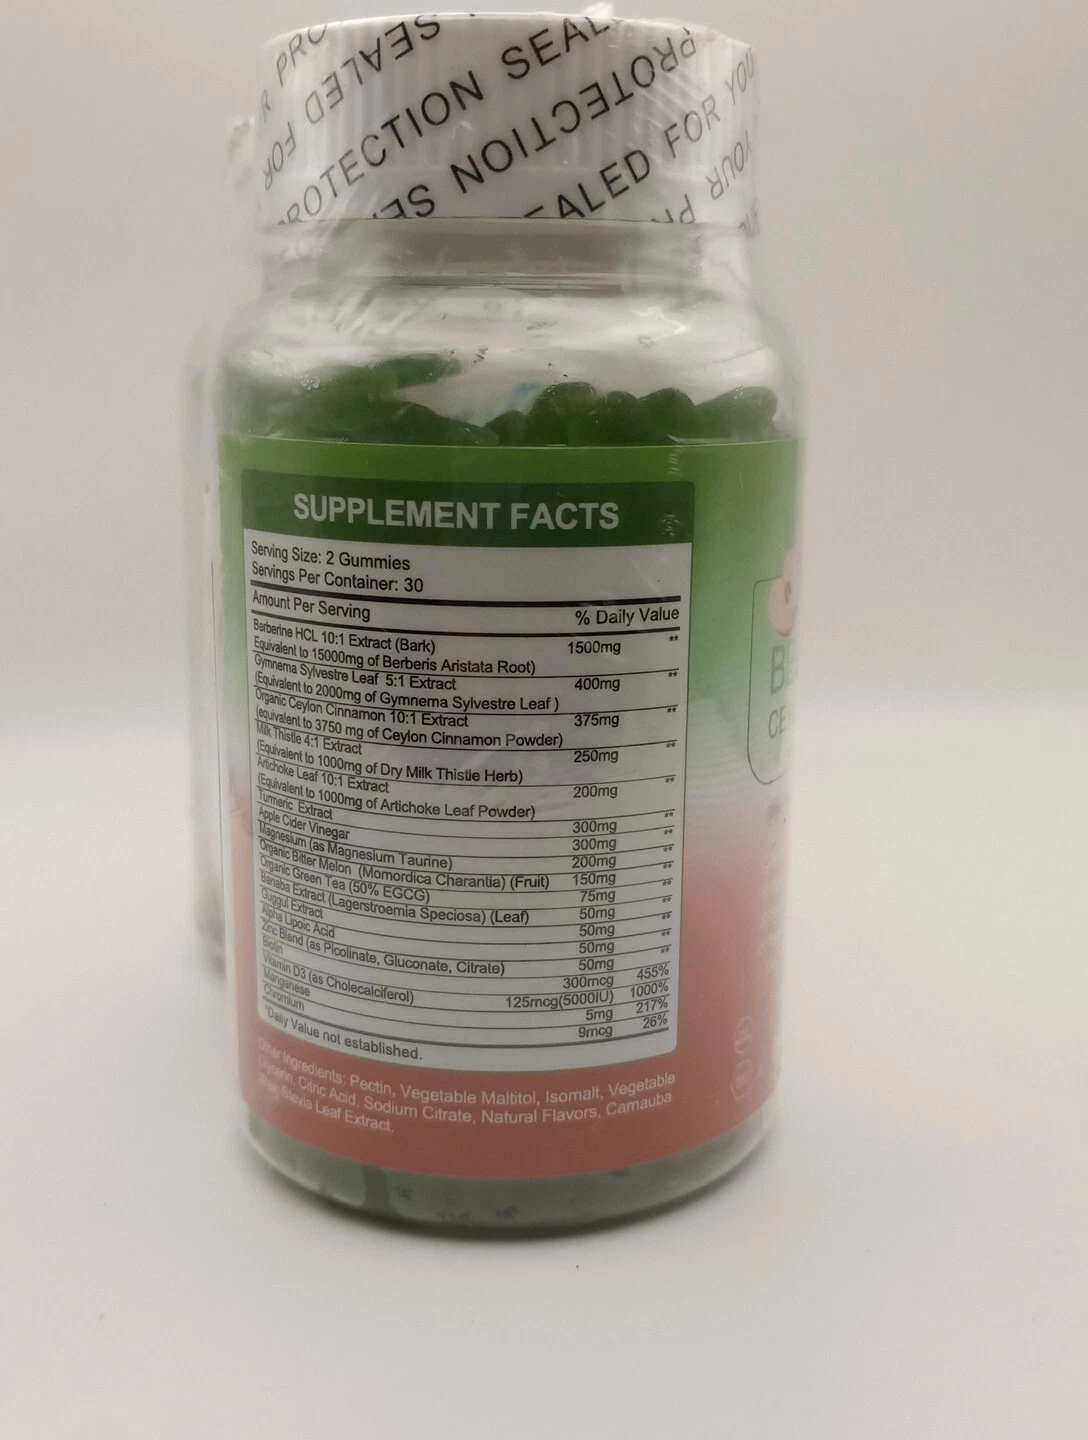 R PRO
SEALED FOR
PROTECTION SEAL
PROTECTION SE
SEALED FOR YOU
YOUR PR
SUPPLEMENT FACTS
Serving Size: 2 Gummies
Servings Per Container: 30
Amount Per Serving % Daily Value
Berberine HCL 10:1 Extract (Bark) 1500mg **
Equivalent to 15000mg of Berberis Aristata Root)
Gymnema Sylvestre Leaf 5:1 Extract 400mg **
(Equivalent to 2000mg of Gymnema Sylvestre Leaf )
Organic Ceylon Cinnamon 10:1 Extract 375mg **
(equivalent to 3750 mg of Ceylon Cinnamon Powder)
Milk Thistle 4:1 Extract 250mg **
(Equivalent to 1000mg of Dry Milk Thistle Herb)
Artichoke Leaf 10:1 Extract 200mg **
(Equivalent to 1000mg of Artichoke Leaf Powder)
Turmeric Extract 300mg **
Apple Cider Vinegar 300mg **
Magnesium (as Magnesium Taurine) 200mg **
Organic Bitter Melon (Momordica Charantia) (Fruit) 150mg **
Organic Green Tea (50% EGCG) 75mg **
Banaba Extract (Lagerstroemia Speciosa) (Leaf) 50mg **
Guggul Extract 50mg **
Alpha Lipoic Acid 50mg **
Zinc Blend (as Picolinate, Gluconate, Citrate) 50mg **
Biotin 300mcg 455%
Vitamin D3 (as Cholecalciferol) 125mcg(5000IU) 1000%
Manganese 5mg 217%
Chromium 9mcg 26%
*Daily Value not established.
Other Ingredients: Pectin, Vegetable Maltitol, Isomalt, Vegetable
Glycerin, Citric Acid, Sodium Citrate, Natural Flavors, Carnauba
Stevia Leaf Extract.
BE
CE